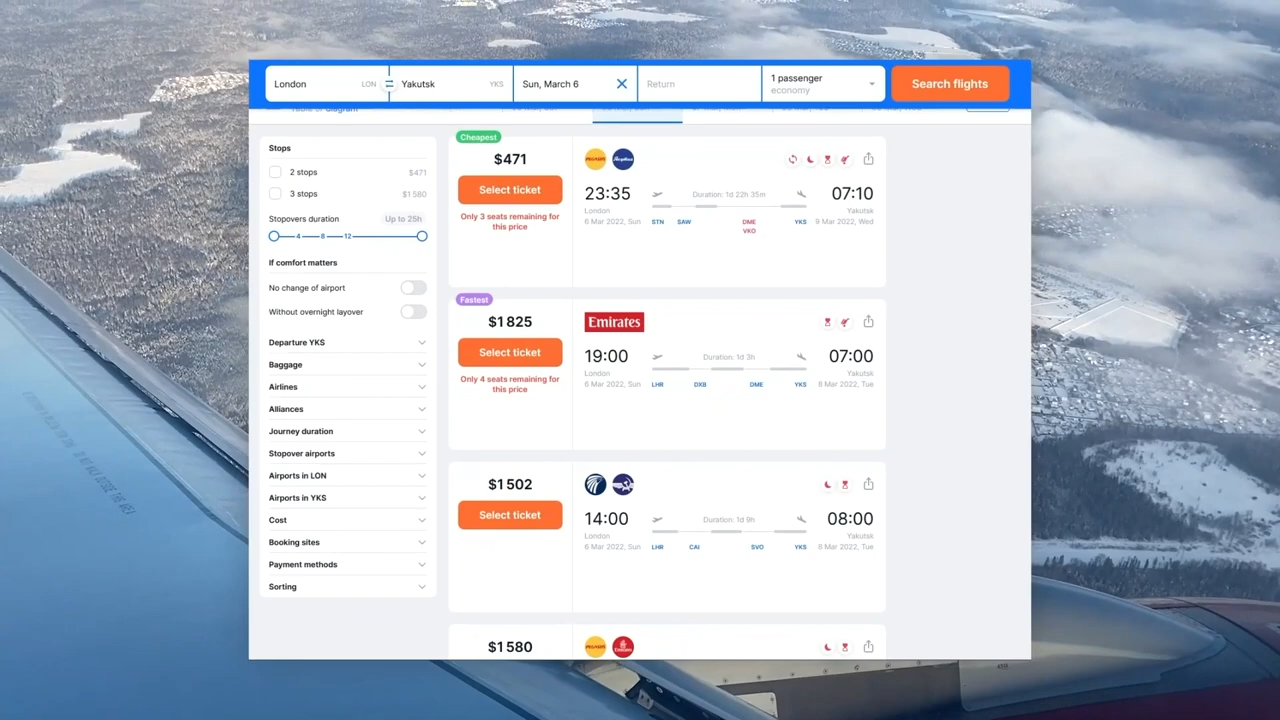 London LON
Yakutsk YKS
Sun, March 6
Return
1 passenger
economy
Search flights
Stops
2 stops $471
3 stops $1 580
Stopovers duration Up to 25h
4 8 12
If comfort matters
No change of airport
Without overnight layover
Departure YKS
Baggage
Airlines
Alliances
Journey duration
Stopover airports
Airports in LON
Airports in YKS
Cost
Booking sites
Payment methods
Sorting
Cheapest
$471
Select ticket
Only 3 seats remaining for
this price
23:35 Duration: 1d 22h 35m 07:10
London Yakutsk
6 Mar 2022, Sun STN SAW DME YKS 9 Mar 2022, Wed
VKO
Fastest
$1 825
Select ticket
Only 4 seats remaining for
this price
Emirates
19:00 Duration: 1d 3h 07:00
London Yakutsk
6 Mar 2022, Sun LHR DXB DME YKS 8 Mar 2022, Tue
$1 502
Select ticket
14:00 Duration: 1d 9h 08:00
London Yakutsk
6 Mar 2022, Sun LHR CAI SVO YKS 8 Mar 2022, Tue
$1 580